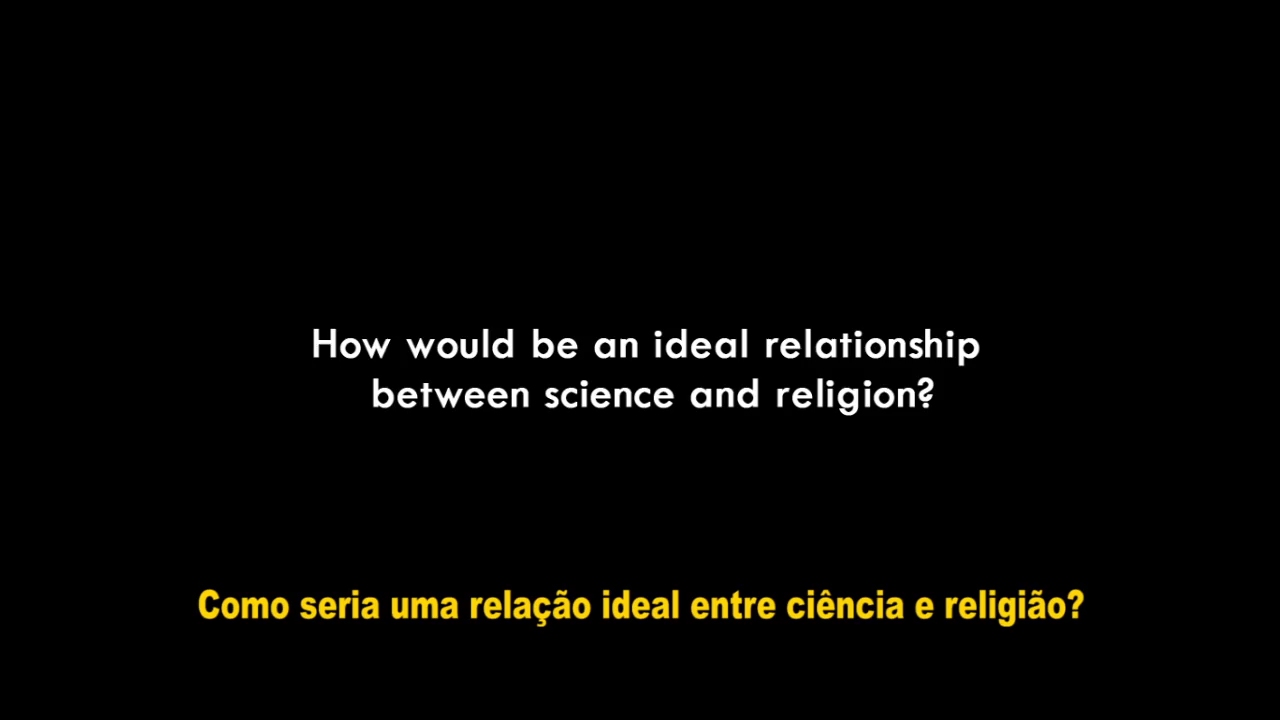 How would be an ideal relationship
between science and religion?
Como seria uma relação ideal entre ciência e religião?